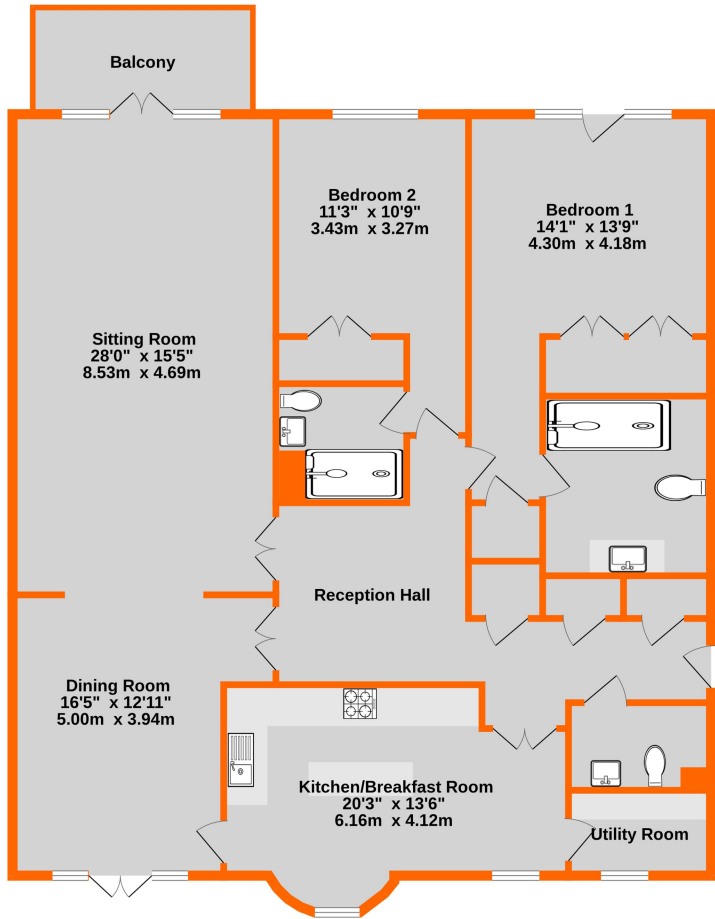 Balcony
Bedroom 2
11'3" x 10'9"
3.43m x 3.27m
Bedroom 1
14'1" x 13'9"
4.30m x 4.18m
Sitting Room
28'0" x 15'5"
8.53m x 4.69m
Reception Hall
Dining Room
16'5" x 12'11"
5.00m x 3.94m
Kitchen/Breakfast Room
20'3" x 13'6"
6.16m x 4.12m
Utility Room